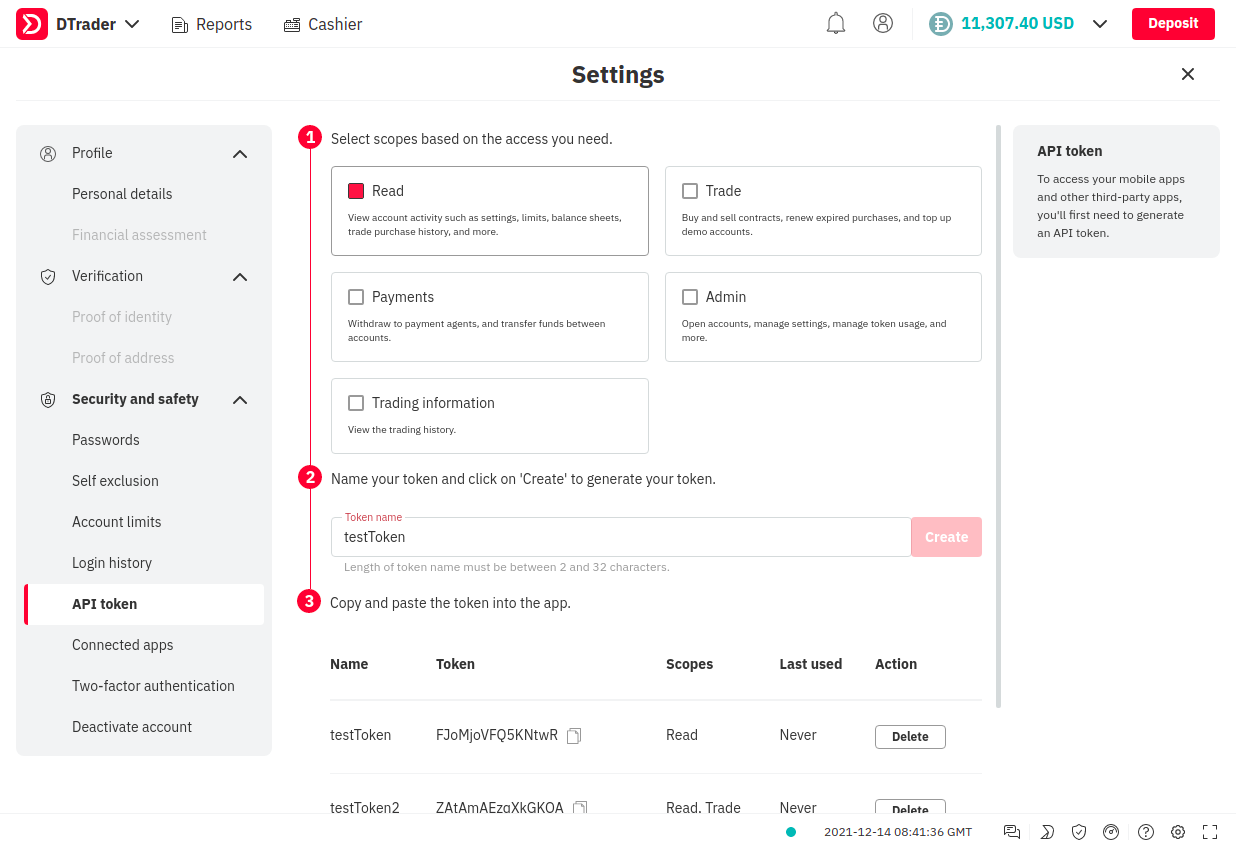 DTrader
Reports
Cashier
11,307.40 USD
Deposit
Settings
Profile
Personal details
Financial assessment
Verification
Proof of identity
Proof of address
Security and safety
Passwords
Self exclusion
Account limits
Login history
API token
Connected apps
Two-factor authentication
Deactivate account
1 Select scopes based on the access you need.
Read
View account activity such as settings, limits, balance sheets,
trade purchase history, and more.
Trade
Buy and sell contracts, renew expired purchases, and top up
demo accounts.
Payments
Withdraw to payment agents, and transfer funds between
accounts.
Admin
Open accounts, manage settings, manage token usage, and
more.
Trading information
View the trading history.
2 Name your token and click on 'Create' to generate your token.
Token name
testToken
Create
Length of token name must be between 2 and 32 characters.
3 Copy and paste the token into the app.
Name Token Scopes Last used Action
testToken FJoMjoVFQ5KNtwR Read Never Delete
testToken2 ZAtAmAEzqXkGKOA Read, Trade Never Delete
API token
To access your mobile apps
and other third-party apps,
you'll first need to generate
an API token.
2021-12-14 08:41:36 GMT